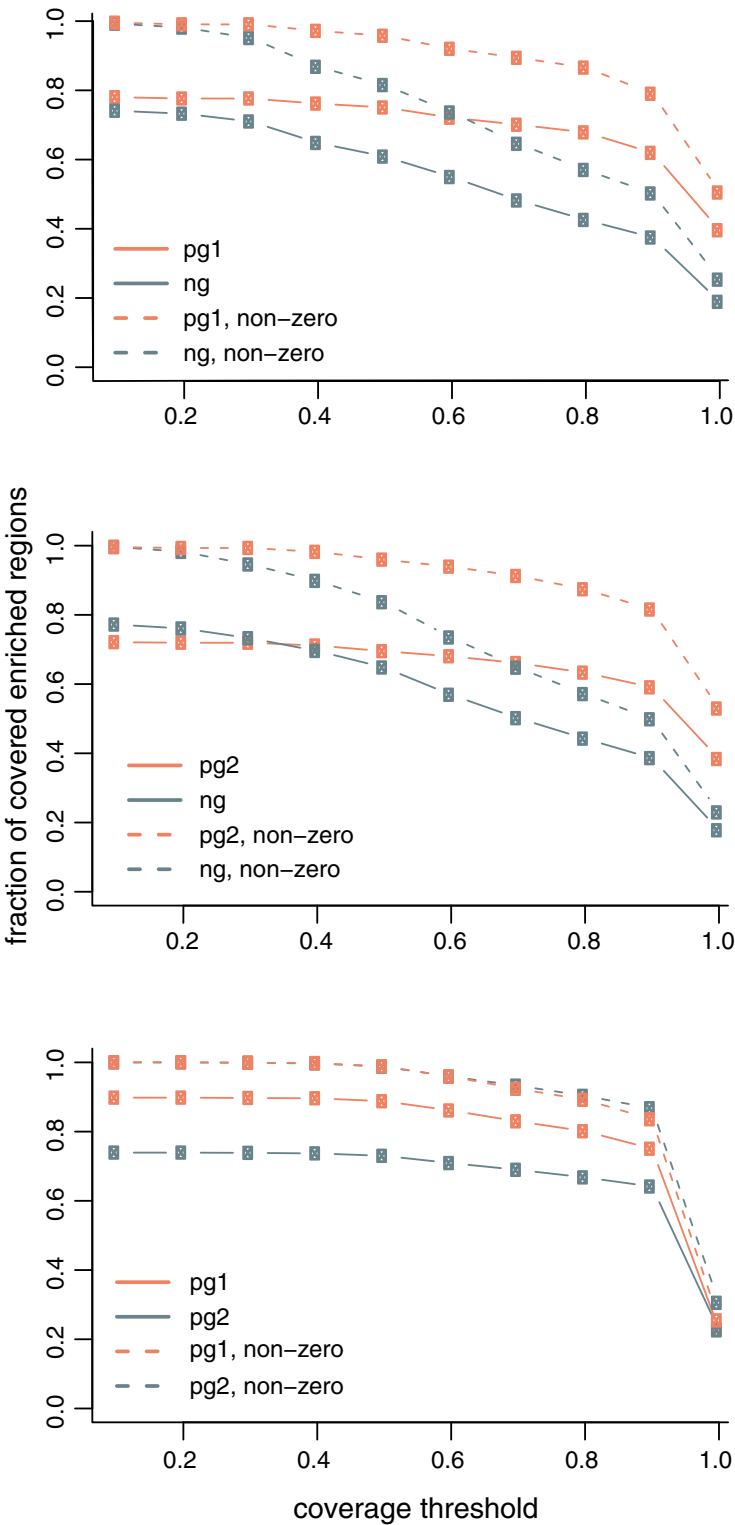 fraction of covered enriched regions
1.0
0.8
0.6
0.4
0.2
0.0
pg1
ng
pg1, non−zero
ng, non−zero
0.2 0.4 0.6 0.8 1.0
1.0
0.8
0.6
0.4
0.2
0.0
pg2
ng
pg2, non−zero
ng, non−zero
0.2 0.4 0.6 0.8 1.0
1.0
0.8
0.6
0.4
0.2
0.0
pg1
pg2
pg1, non−zero
pg2, non−zero
0.2 0.4 0.6 0.8 1.0
coverage threshold